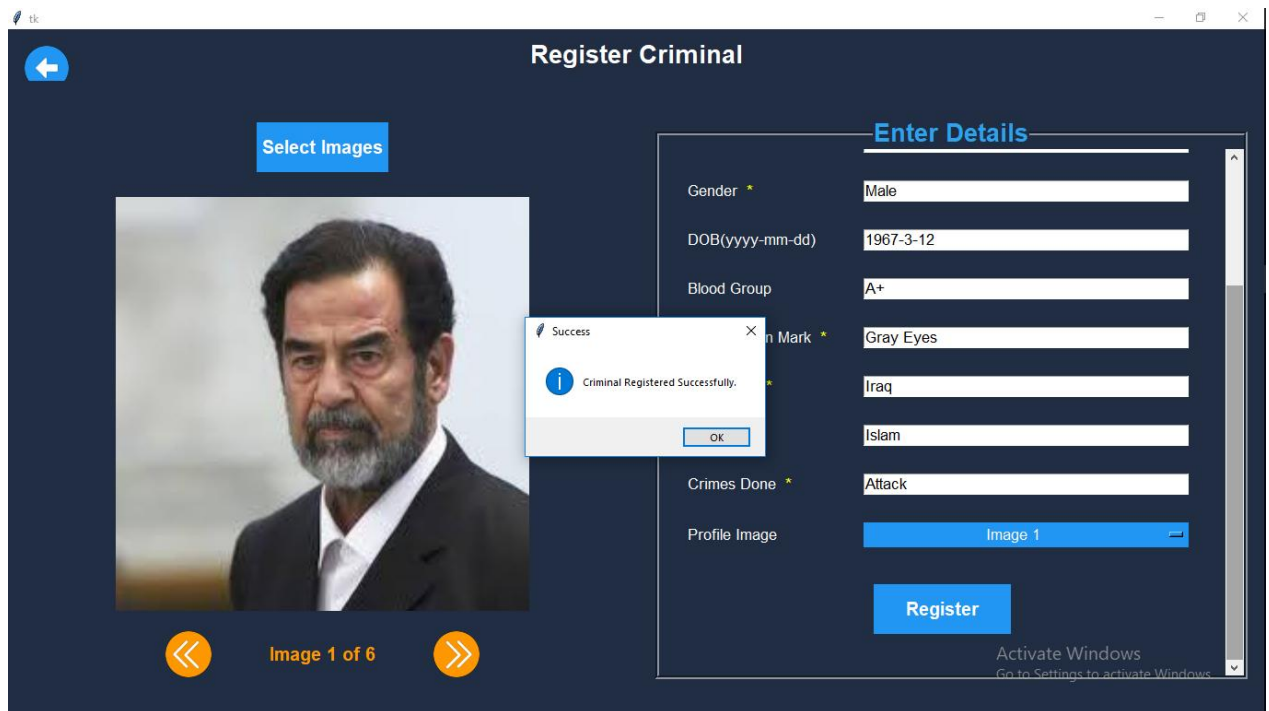 tk
Register Criminal
Select Images
Enter Details
Gender * Male
DOB(yyyy-mm-dd) 1967-3-12
Blood Group A+
Success
n Mark * Gray Eyes
Criminal Registered Successfully.
* Iraq
OK
Islam
Crimes Done * Attack
Profile Image Image 1
Register
Image 1 of 6
Activate Windows
Go to Settings to activate Windows.